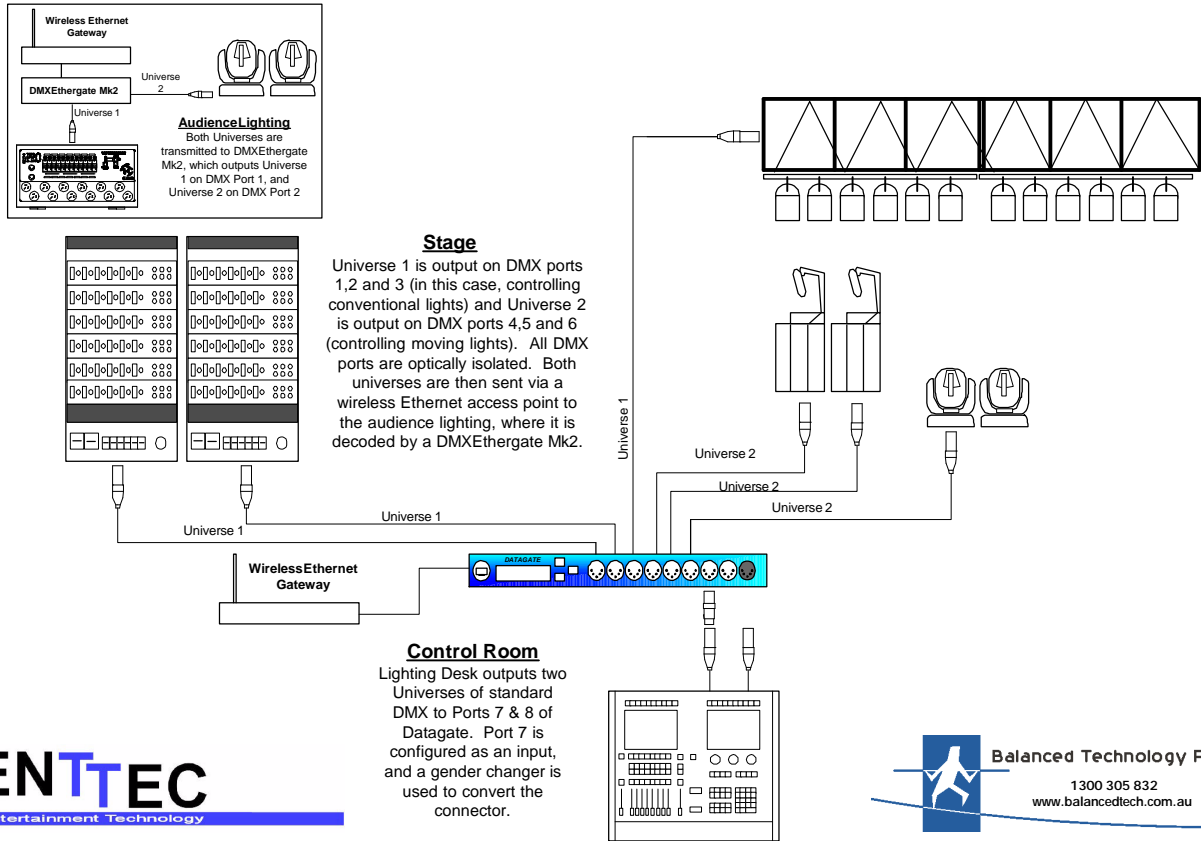 Wireless Ethernet
Gateway
DMXEthergate Mk2
Universe
2
Universe 1
AudienceLighting
Both Universes are
transmitted to DMXEthergate
Mk2, which outputs Universe
1 on DMX Port 1, and
Universe 2 on DMX Port 2
Stage
Universe 1 is output on DMX ports
1,2 and 3 (in this case, controlling
conventional lights) and Universe 2
is output on DMX ports 4,5 and 6
(controlling moving lights). All DMX
ports are optically isolated. Both
universes are then sent via a
wireless Ethernet access point to
the audience lighting, where it is
decoded by a DMXEthergate Mk2.
Universe 1
Universe 2
Universe 2
Universe 2
Universe 1
Universe 1
WirelessEthernet
Gateway
DATAGATE
Control Room
Lighting Desk outputs two
Universes of standard
DMX to Ports 7 & 8 of
Datagate. Port 7 is
configured as an input,
and a gender changer is
used to convert the
connector.
ENTTEC
tertainment Technology
Balanced Technology P
1300 305 832
www.balancedtech.com.au